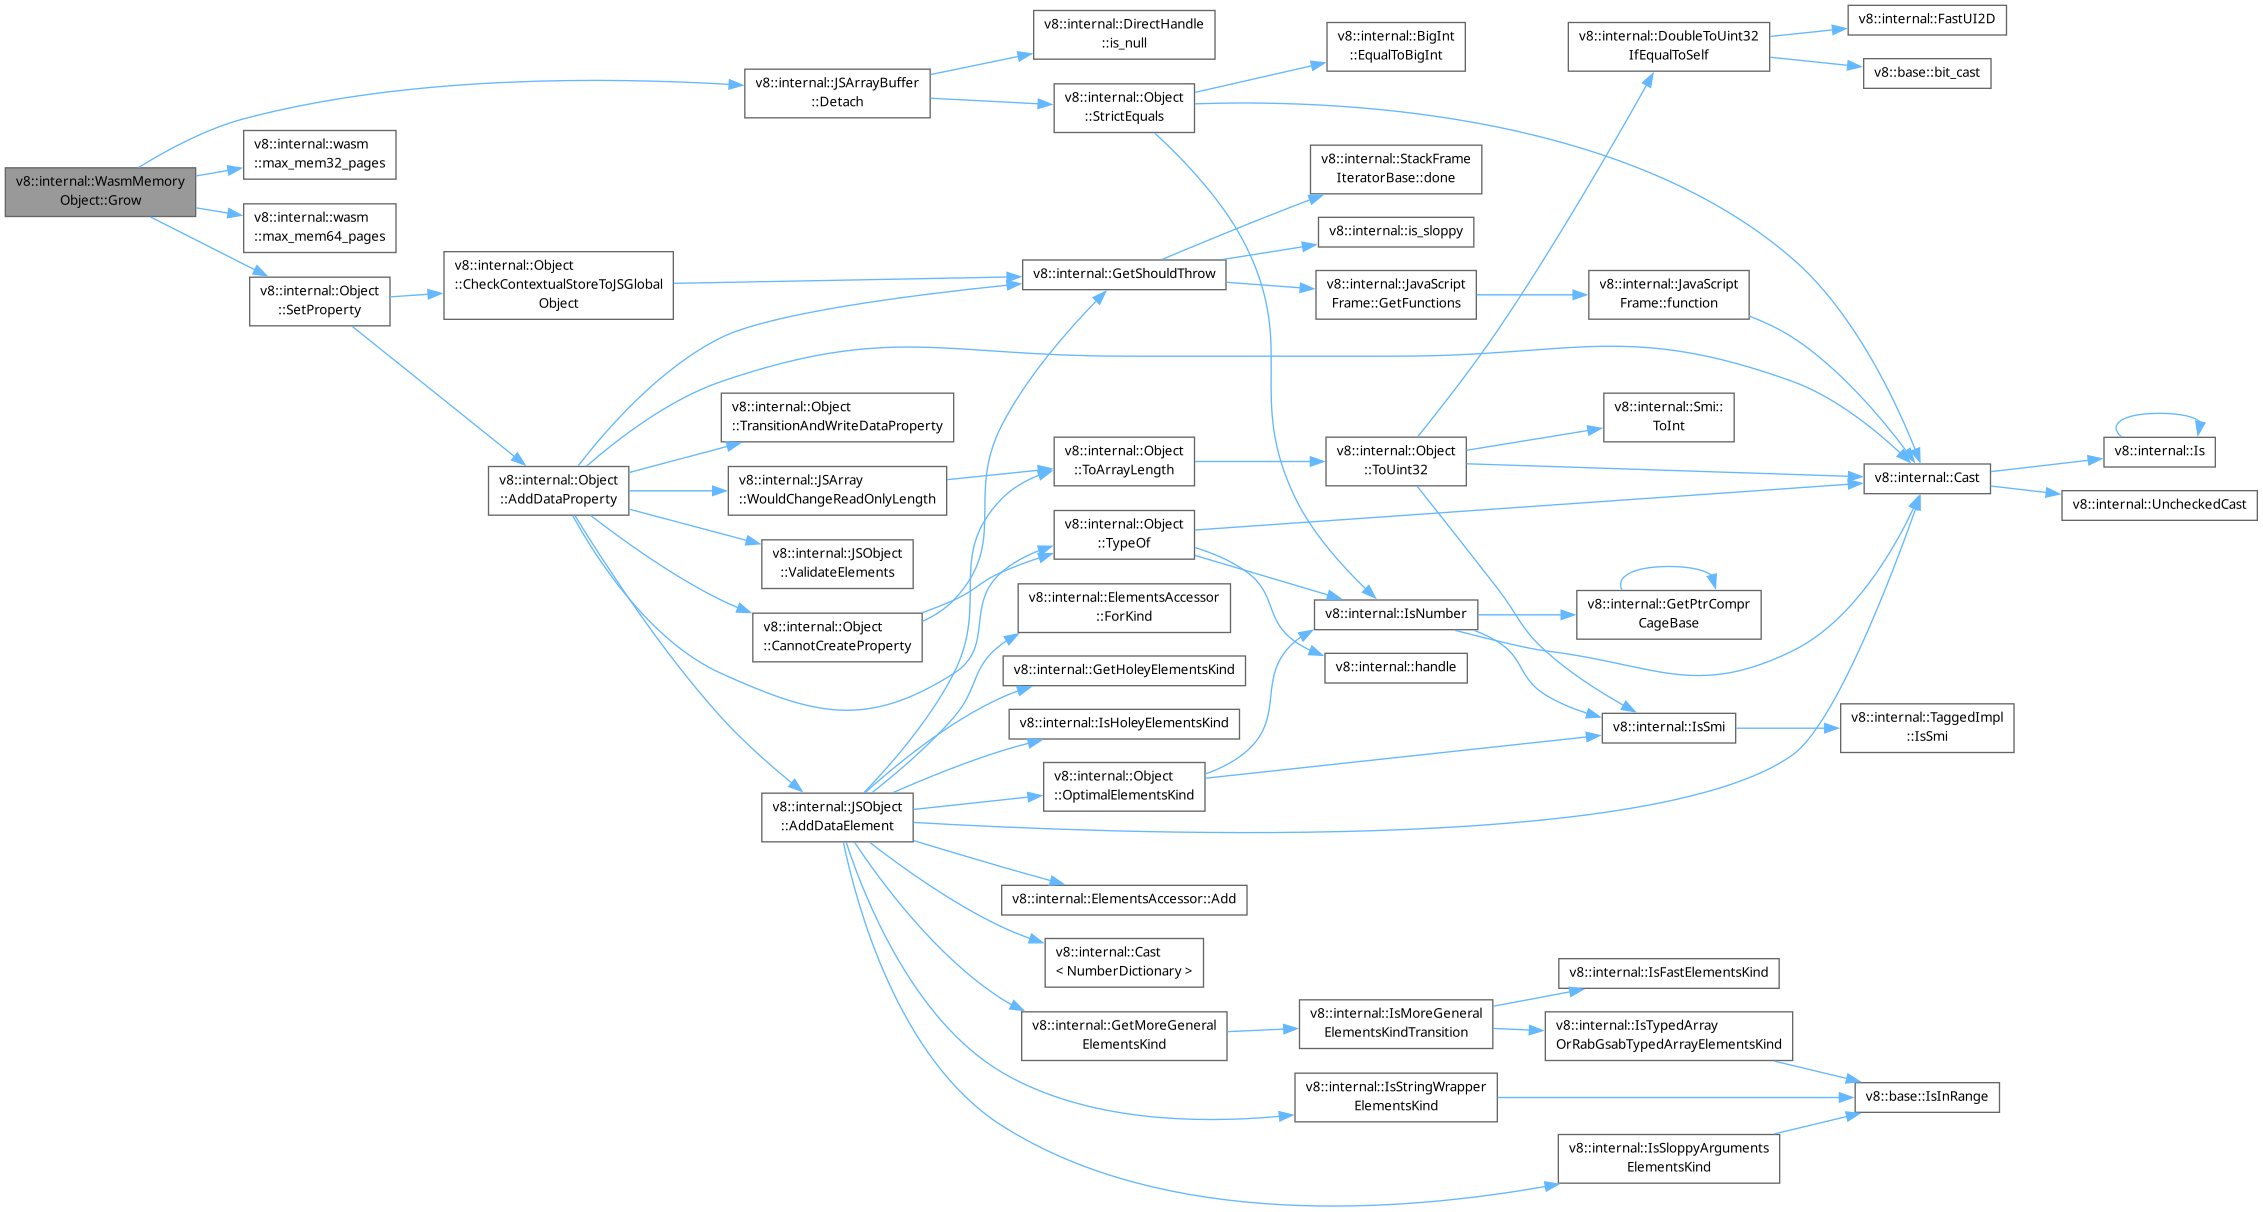 v8::internal::WasmMemory
Object::Grow
v8::internal::JSArrayBuffer
::Detach
v8::internal::wasm
::max_mem32_pages
v8::internal::wasm
::max_mem64_pages
v8::internal::Object
::SetProperty
v8::internal::DirectHandle
::is_null
v8::internal::Object
::StrictEquals
v8::internal::BigInt
::EqualToBigInt
v8::internal::DoubleToUint32
IfEqualToSelf
v8::internal::FastUI2D
v8::base::bit_cast
v8::internal::StackFrame
IteratorBase::done
v8::internal::is_sloppy
v8::internal::Object
::CheckContextualStoreToJSGlobal
Object
v8::internal::GetShouldThrow
v8::internal::JavaScript
Frame::GetFunctions
v8::internal::JavaScript
Frame::function
v8::internal::Object
::TransitionAndWriteDataProperty
v8::internal::Object
::AddDataProperty
v8::internal::JSArray
::WouldChangeReadOnlyLength
v8::internal::Object
::ToArrayLength
v8::internal::Object
::ToUint32
v8::internal::Smi::
ToInt
v8::internal::Cast
v8::internal::Is
v8::internal::UncheckedCast
v8::internal::JSObject
::ValidateElements
v8::internal::Object
::TypeOf
v8::internal::Object
::CannotCreateProperty
v8::internal::ElementsAccessor
::ForKind
v8::internal::IsNumber
v8::internal::GetPtrCompr
CageBase
v8::internal::handle
v8::internal::GetHoleyElementsKind
v8::internal::IsHoleyElementsKind
v8::internal::IsSmi
v8::internal::TaggedImpl
::IsSmi
v8::internal::Object
::OptimalElementsKind
v8::internal::JSObject
::AddDataElement
v8::internal::ElementsAccessor::Add
v8::internal::Cast
< NumberDictionary >
v8::internal::GetMoreGeneral
ElementsKind
v8::internal::IsMoreGeneral
ElementsKindTransition
v8::internal::IsFastElementsKind
v8::internal::IsTypedArray
OrRabGsabTypedArrayElementsKind
v8::internal::IsStringWrapper
ElementsKind
v8::base::IsInRange
v8::internal::IsSloppyArguments
ElementsKind